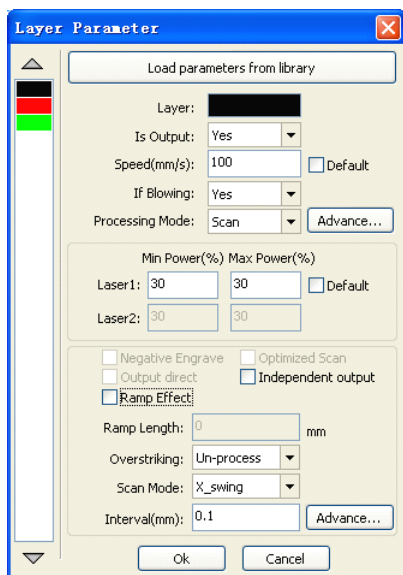 Layer Parameter
Load parameters from library
Layer:
Is Output: Yes
Speed(mm/s): 100 Default
If Blowing: Yes
Processing Mode: Scan Advance...
Min Power(%) Max Power(%)
Laser1: 30 30 Default
Laser2: 30 30
Negative Engrave Optimized Scan
Output direct Independent output
Ramp Effect
Ramp Length: 0 mm
Overstriking: Un-process
Scan Mode: X_swing
Interval(mm): 0.1 Advance...
Ok Cancel